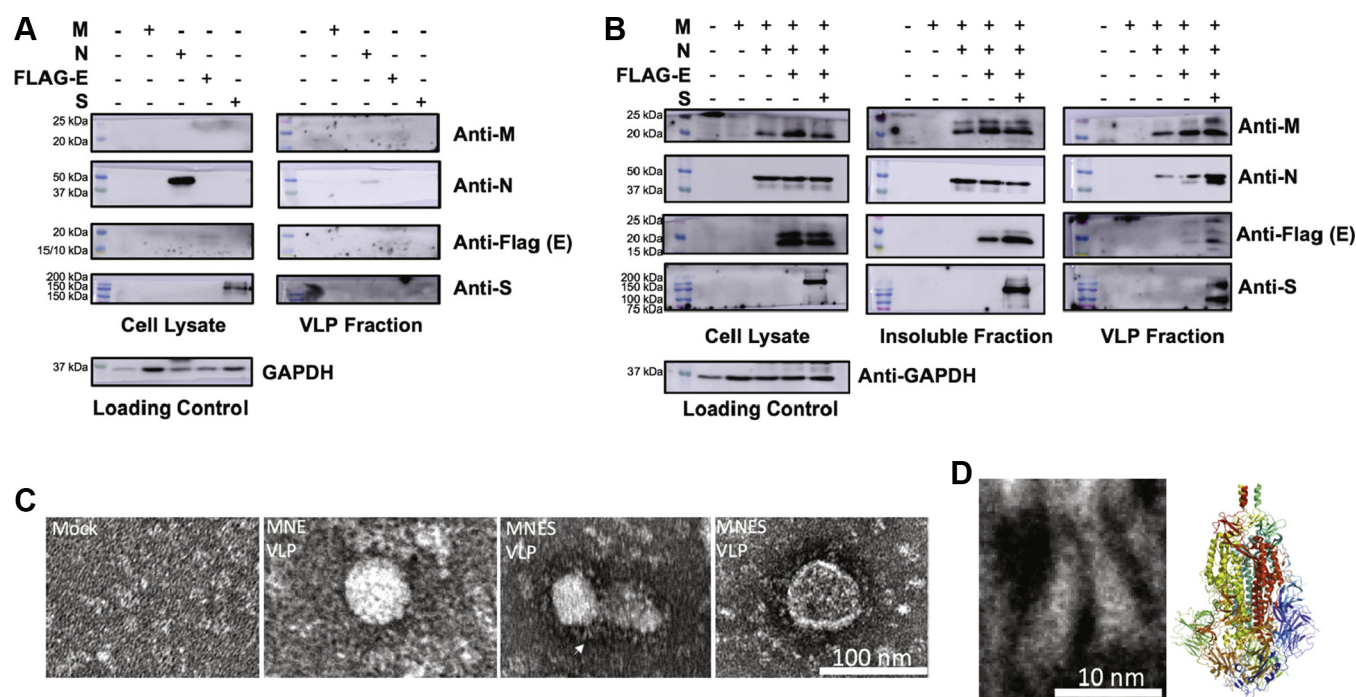 A
M - + - - - - + - - -
N - - + - - - - + - -
FLAG-E - - - + - - - - + -
S - - - - + - - - - +
25 kDa
20 kDa
Anti-M
50 kDa
37 kDa
Anti-N
20 kDa
15/10 kDa
Anti-Flag (E)
200 kDa
150 kDa
150 kDa
Anti-S
Cell Lysate VLP Fraction
37 kDa
GAPDH
Loading Control
B
M - + + + + - + + + + - + + + +
N - - + + + - - + + + - - + + +
FLAG-E - - - + + - - - + + - - - + +
S - - - - + - - - - + - - - - +
25 kDa
20 kDa
Anti-M
50 kDa
37 kDa
Anti-N
25 kDa
20 kDa
15 kDa
Anti-Flag (E)
200 kDa
150 kDa
100 kDa
75 kDa
Anti-S
Cell Lysate Insoluble Fraction VLP Fraction
37 kDa
Anti-GAPDH
Loading Control
C
Mock
MNE
VLP
MNES
VLP
MNES
VLP
100 nm
D
10 nm